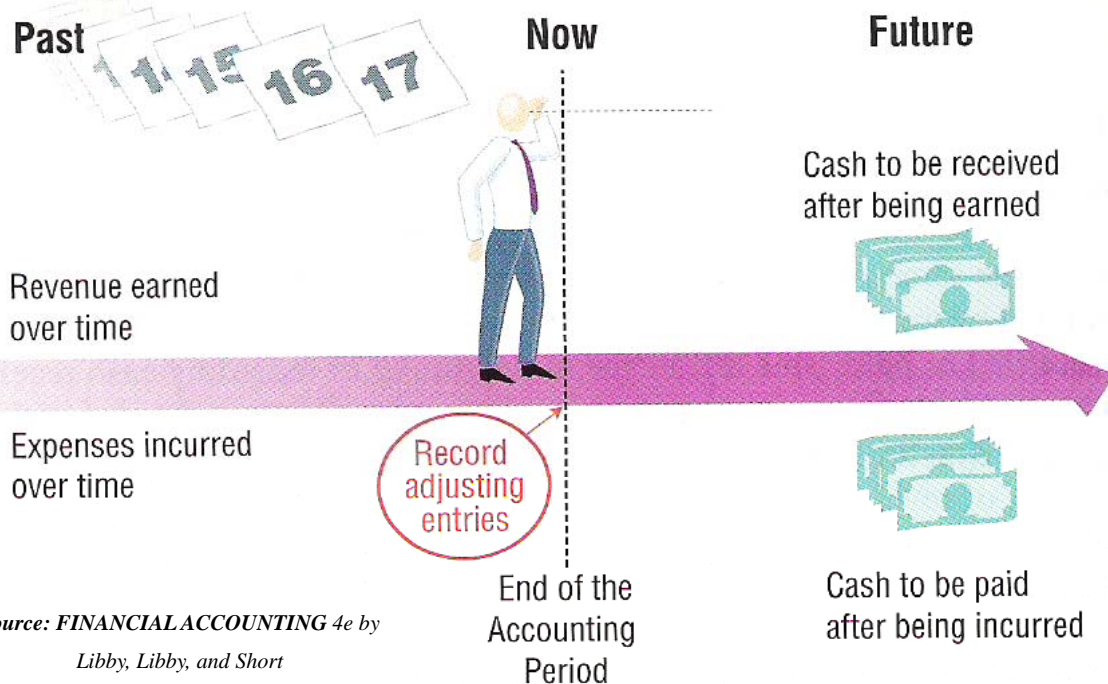 Past
Now
Future
14
15
16
17
Cash to be received
after being earned
Revenue earned
over time
Expenses incurred
over time
Record
adjusting
entries
End of the
Accounting
Period
Cash to be paid
after being incurred
FINANCIAL ACCOUNTING 4e by
Libby, Libby, and Short